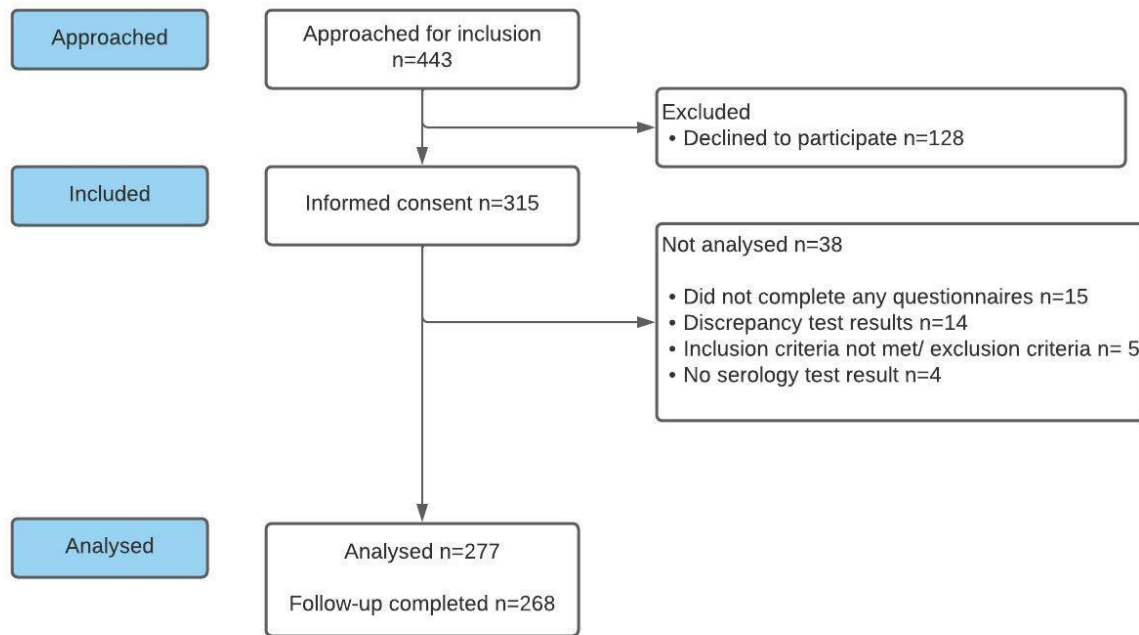 Approached
Approached for inclusion
n=443
Excluded
• Declined to participate n=128
Included
Informed consent n=315
Not analysed n=38
• Did not complete any questionnaires n=15
• Discrepancy test results n=14
• Inclusion criteria not met/ exclusion criteria n= 5
• No serology test result n=4
Analysed
Analysed n=277
Follow-up completed n=268